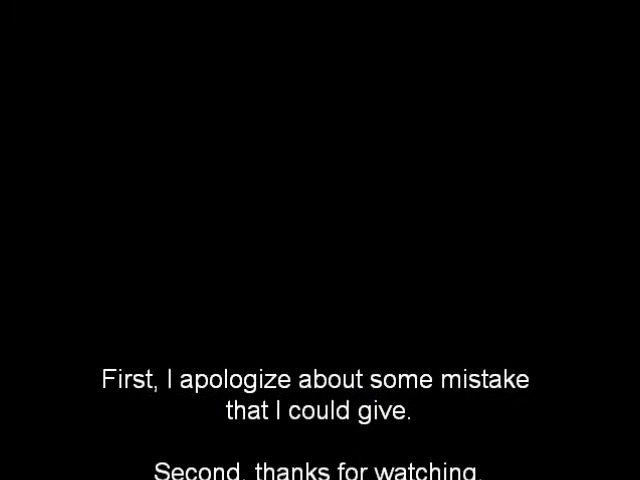 First, I apologize about some mistake
that I could give.
Second, thanks for watching.